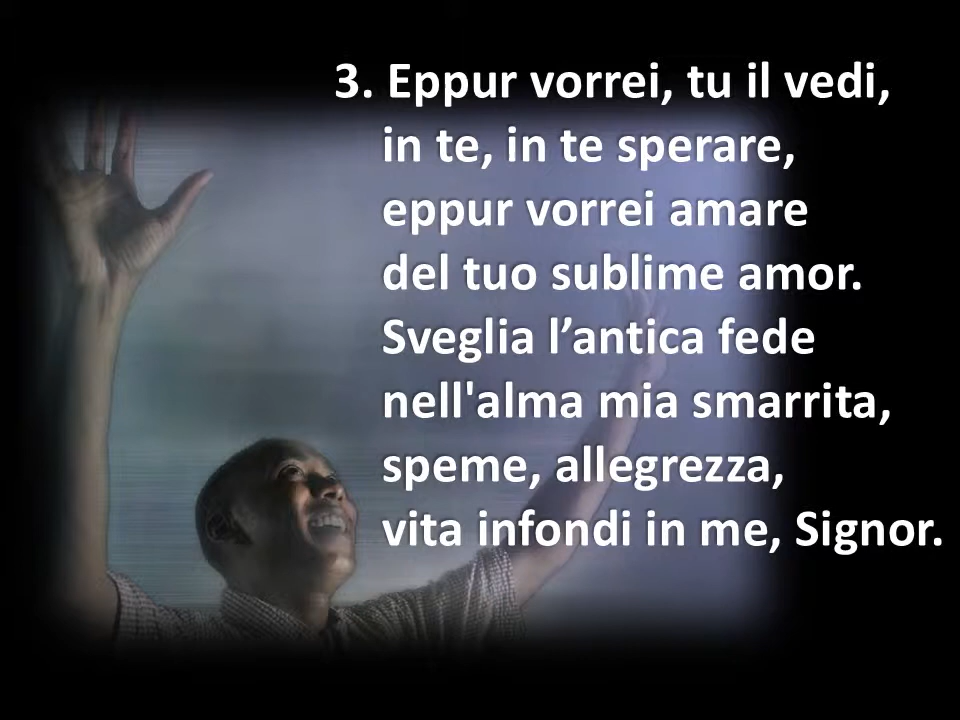 3. Eppur vorrei, tu il vedi,
in te, in te sperare,
eppur vorrei amare
del tuo sublime amor.
Sveglia l’antica fede
nell'alma mia smarrita,
speme, allegrezza,
vita infondi in me, Signor.